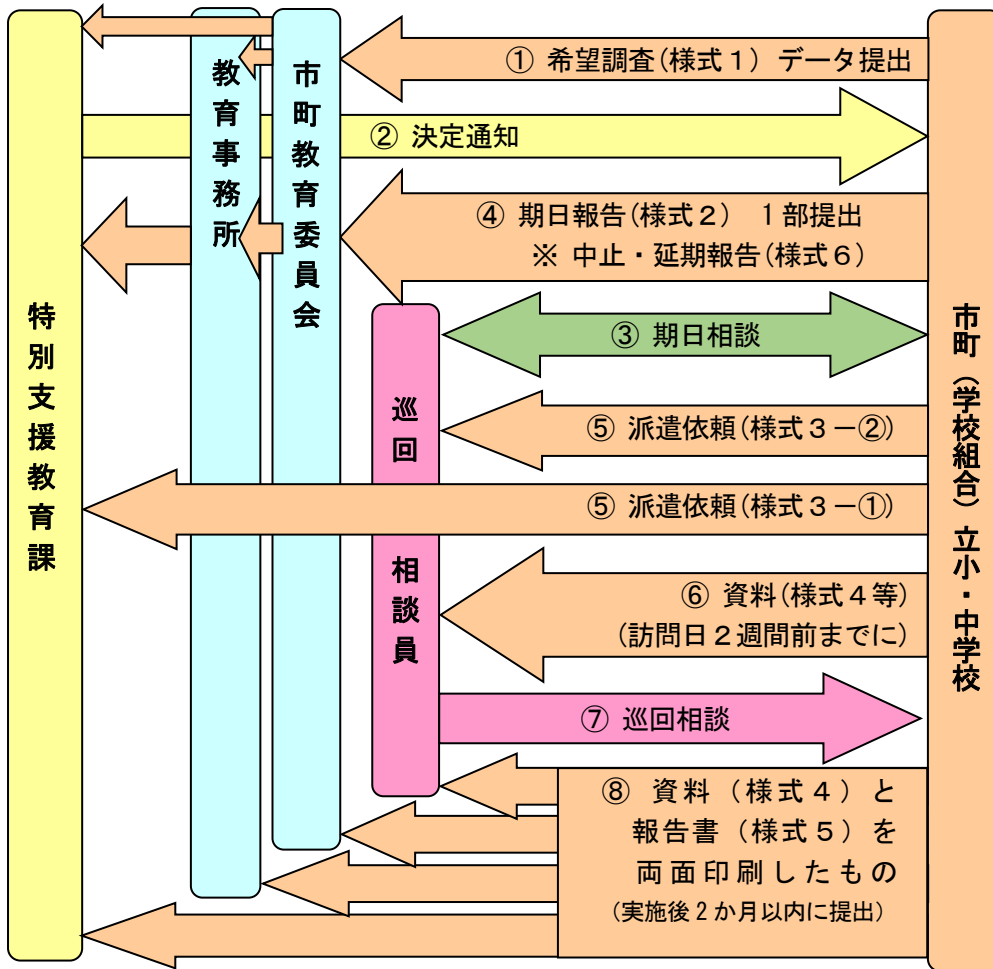 ① 希望調査(様式１) データ提出
教育事務所
市町教育委員会
② 決定通知
④ 期日報告(様式２)　１部提出
※ 中止・延期報告(様式６)
特別支援教育課
③ 期日相談
市町（学校組合）立小・中学校
巡回　相談員
⑤ 派遣依頼(様式３－②)
⑤ 派遣依頼(様式３－①)
⑥ 資料(様式４等)
(訪問日２週間前までに)
⑦ 巡回相談
⑧ 資料（様式４）と
報告書（様式５）を
両面印刷したもの
(実施後２か月以内に提出)